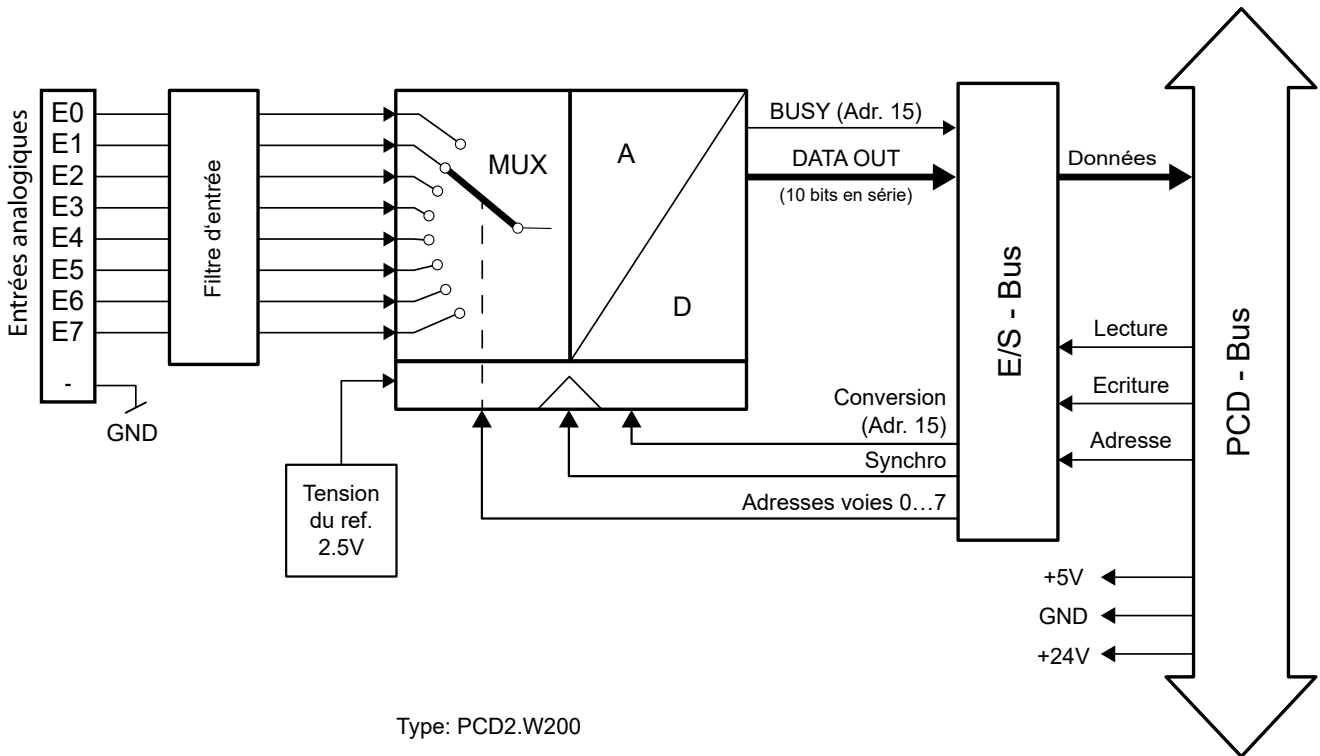 Entrées analogiques
E0
E1
E2
E3
E4
E5
E6
E7
-
GND
Filtre d'entrée
MUX
A
D
Tension
du ref.
2.5V
BUSY (Adr. 15)
DATA OUT
(10 bits en série)
Conversion
(Adr. 15)
Synchro
Adresses voies 0…7
E/S - Bus
Données
Lecture
Ecriture
Adresse
+5V
GND
+24V
PCD - Bus
Type: PCD2.W200